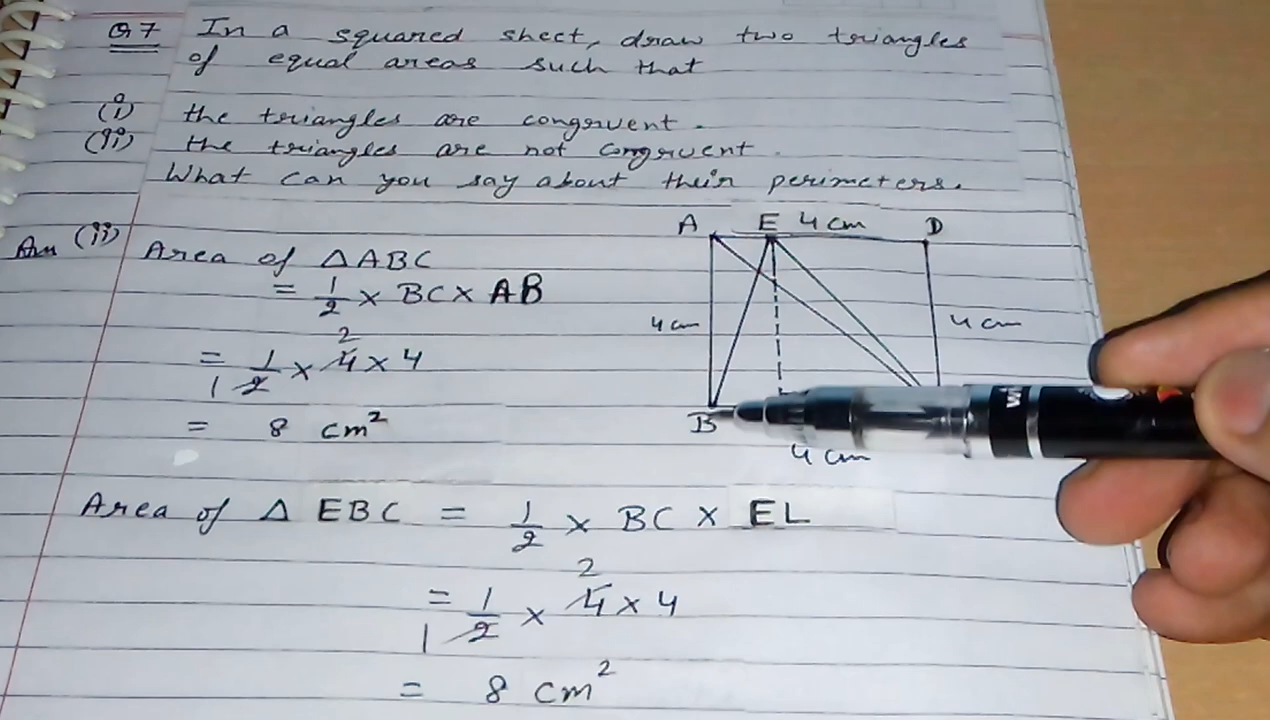 Q7 In a squared sheet, draw two triangles
of equal areas such that
(i) the triangles are congruent.
(ii) the triangles are not congruent.
What can you say about their perimeters.
Ans (ii) Area of △ABC
= 1/2 × BC × AB
= 1/2 × 4 × 4
2
1
= 8 cm²
A E 4 cm D
4 cm
4 cm
B
4 cm
Area of △ EBC = 1/2 × BC × EL
= 1/2 × 4 × 4
2
1
= 8 cm²